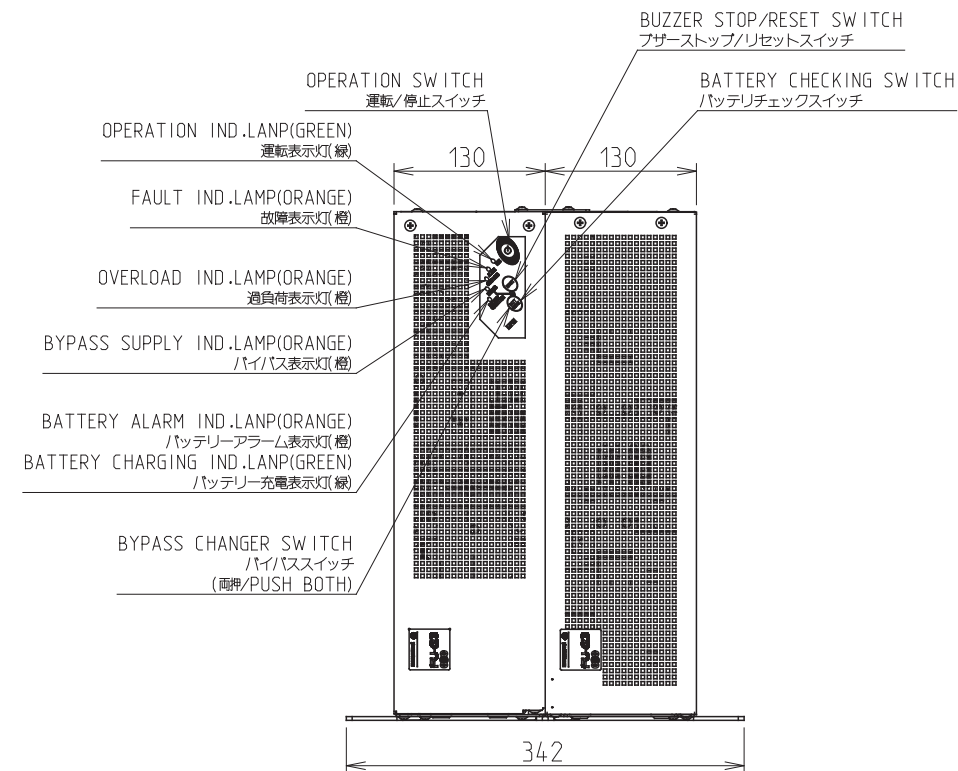 BUZZER STOP/RESET SWITCH
ブザーストップ/リセットスイッチ
OPERATION SWITCH
運転/停止スイッチ
BATTERY CHECKING SWITCH
バッテリチェックスイッチ
OPERATION IND.LANP(GREEN)
運転表示灯(緑)
130
130
FAULT IND.LAMP(ORANGE)
故障表示灯(橙)
OVERLOAD IND.LAMP(ORANGE)
過負荷表示灯(橙)
BYPASS SUPPLY IND.LAMP(ORANGE)
バイパス表示灯(橙)
BATTERY ALARM IND.LANP(ORANGE)
バッテリーアラーム表示灯(橙)
BATTERY CHARGING IND.LANP(GREEN)
バッテリー充電表示灯(緑)
BYPASS CHANGER SWITCH
バイパススイッチ
(両押/PUSH BOTH)
342